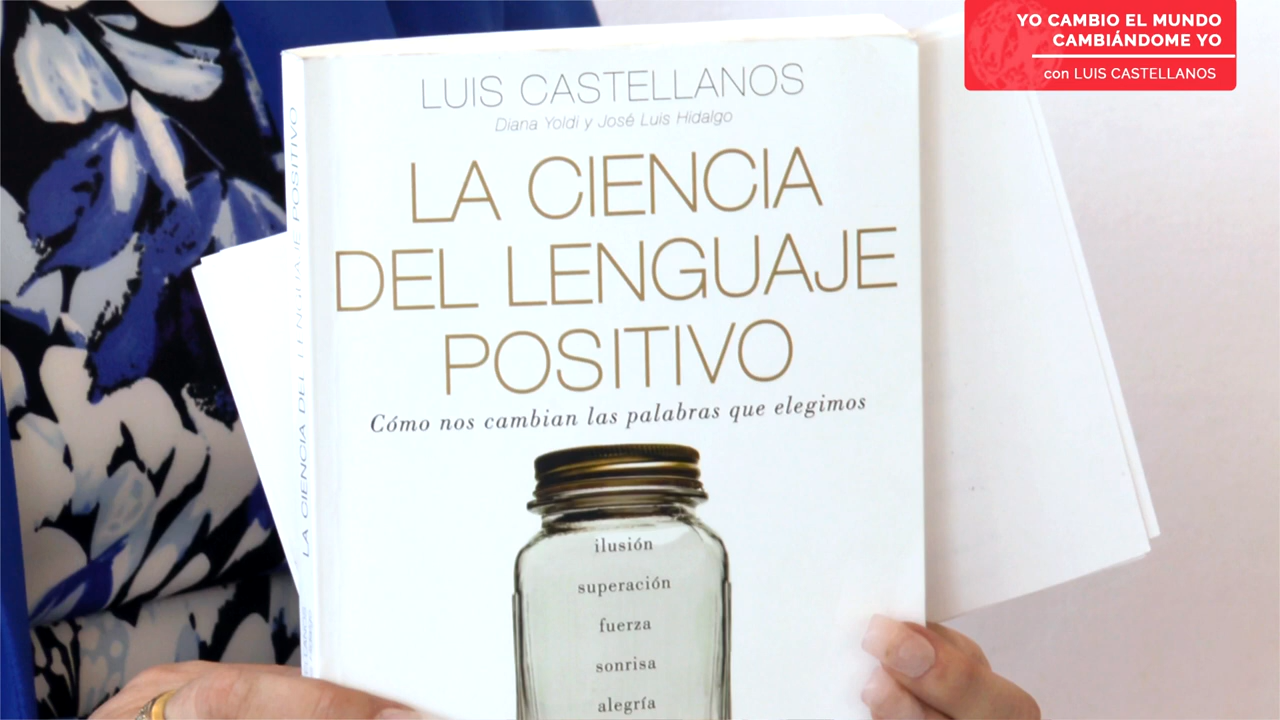 YO CAMBIO EL MUNDO
CAMBIÁNDOME YO
con LUIS CASTELLANOS
LUIS CASTELLANOS
Diana Yoldi y José Luis Hidalgo
LA CIENCIA
DEL LENGUAJE
POSITIVO
Cómo nos cambian las palabras que elegimos
ilusión
superación
fuerza
sonrisa
alegría
LA CIENCIA DEL LENGUAJE POSITIVO